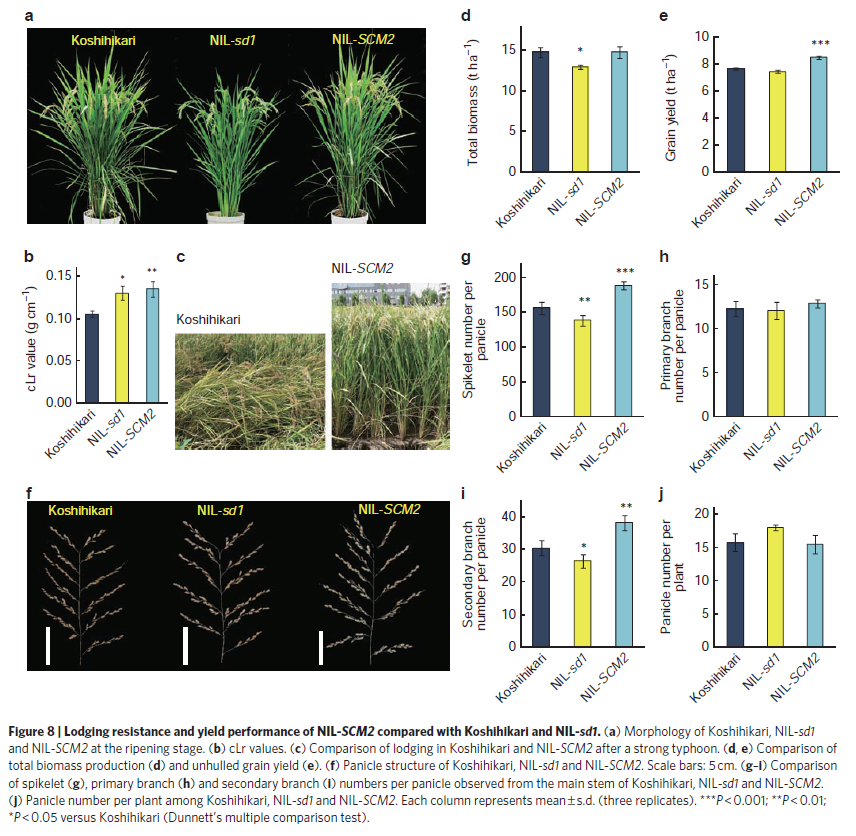 a
Koshihikari
NIL-sd1
NIL-SCM2
d
Total biomass (t ha⁻¹)
15
10
5
0
*
Koshihikari
NIL-sd1
NIL-SCM2
e
Grain yield (t ha⁻¹)
10
8
6
4
2
0
***
Koshihikari
NIL-sd1
NIL-SCM2
b
cLr value (g cm⁻¹)
0.15
0.10
0.05
0.00
*
**
Koshihikari
NIL-sd1
NIL-SCM2
c
Koshihikari
NIL-SCM2
g
Spikelet number per
panicle
200
150
100
50
0
**
***
Koshihikari
NIL-sd1
NIL-SCM2
h
Primary branch
number per panicle
15
10
5
0
Koshihikari
NIL-sd1
NIL-SCM2
f
Koshihikari
NIL-sd1
NIL-SCM2
i
Secondary branch
number per panicle
40
30
20
10
0
*
**
Koshihikari
NIL-sd1
NIL-SCM2
j
Panicle number per
plant
20
15
10
5
0
Koshihikari
NIL-sd1
NIL-SCM2
Figure 8 | Lodging resistance and yield performance of NIL-SCM2 compared with Koshihikari and NIL-sd1. (a) Morphology of Koshihikari, NIL-sd1
and NIL-SCM2 at the ripening stage. (b) cLr values. (c) Comparison of lodging in Koshihikari and NIL-SCM2 after a strong typhoon. (d, e) Comparison of
total biomass production (d) and unhulled grain yield (e). (f) Panicle structure of Koshihikari, NIL-sd1 and NIL-SCM2. Scale bars: 5 cm. (g–i) Comparison
of spikelet (g), primary branch (h) and secondary branch (i) numbers per panicle observed from the main stem of Koshihikari, NIL-sd1 and NIL-SCM2.
(j) Panicle number per plant among Koshihikari, NIL-sd1 and NIL-SCM2. Each column represents mean±s.d. (three replicates). ***P<0.001; **P<0.01;
*P<0.05 versus Koshihikari (Dunnett's multiple comparison test).